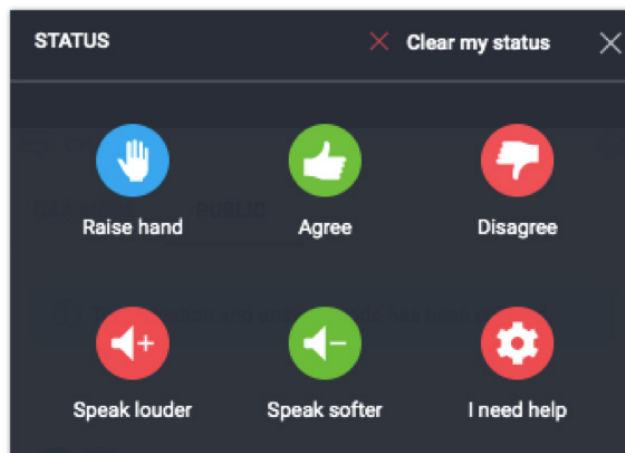 STATUS
Clear my status
Raise hand
Agree
Disagree
Speak louder
Speak softer
I need help